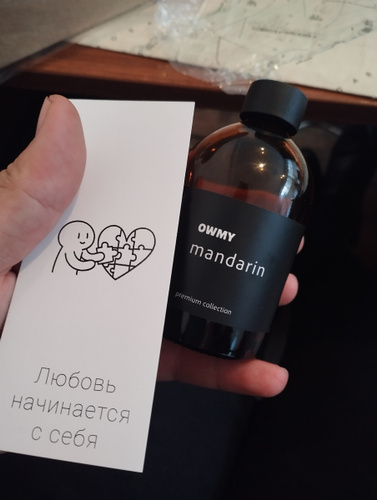 OWMY
mandarin
premium collection
Любовь
начинается
с себя